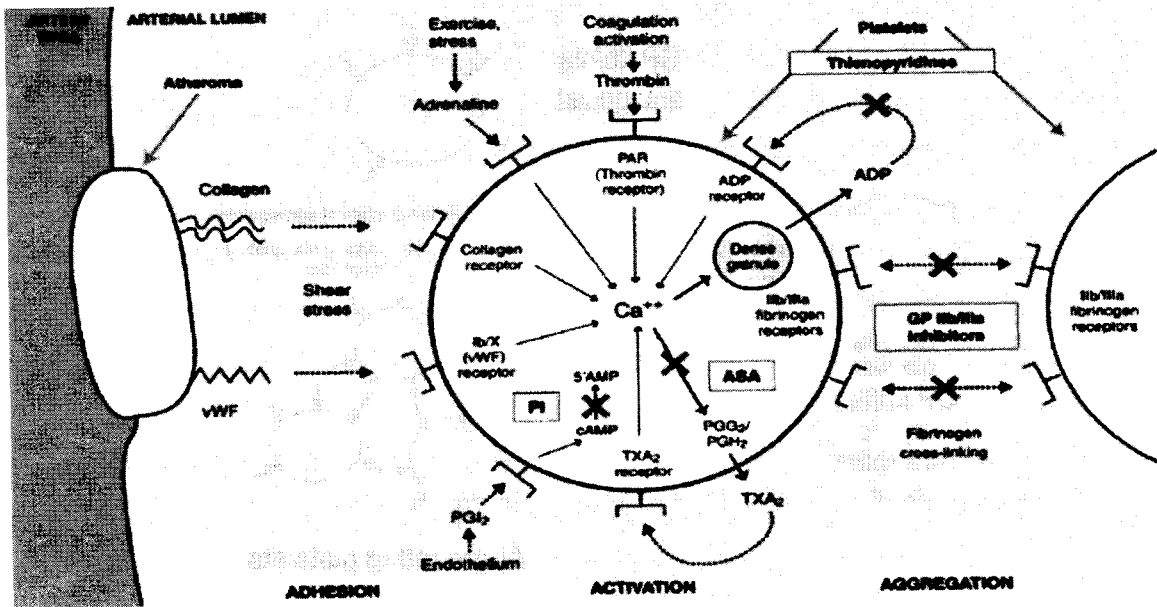 ARTERIAL LUMEN
Atheroma
Collagen
Shear
stress
vWF
Exercise,
stress
Adrenaline
Coagulation
activation
Thrombin
Platelets
Thienopyridines
PAR
(Thrombin
receptor)
ADP
receptor
ADP
Collagen
receptor
Dense
granule
Ca++
Ib/X
(vWF)
receptor
IIb/IIIa
fibrinogen
receptors
GP IIb/IIIa
inhibitors
IIb/IIIa
fibrinogen
receptors
PI
5'AMP
cAMP
ASA
PGG2/
PGH2
TXA2
receptor
TXA2
Fibrinogen
cross-linking
PGI2
Endothelium
ADHESION
ACTIVATION
AGGREGATION